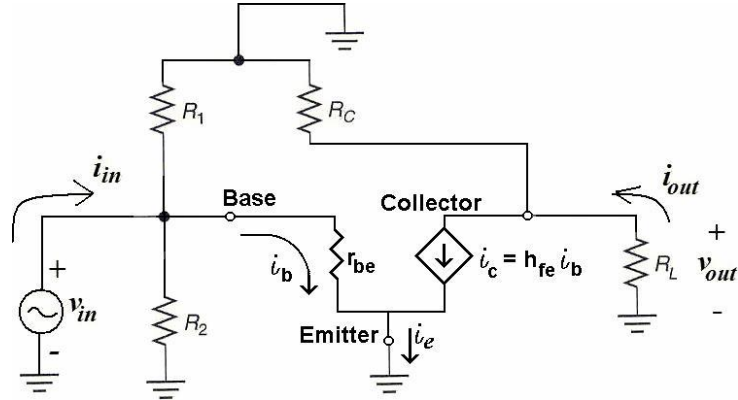 R1
RC
iin
Base
Collector
iout
+
rbe
ib
ic = hfe ib
RL
+
vout
-
+
vin
-
R2
Emitter
ie